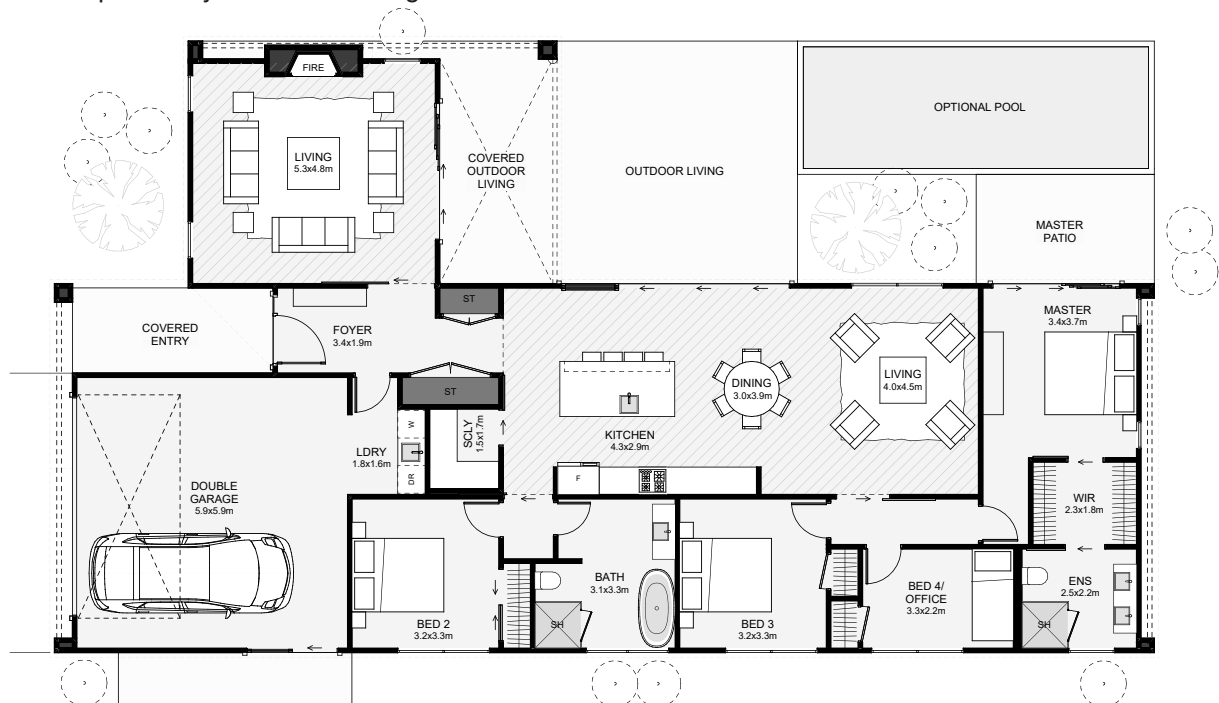 FIRE
LIVING
5.3x4.8m
COVERED
OUTDOOR
LIVING
OUTDOOR LIVING
OPTIONAL POOL
MASTER
PATIO
COVERED
ENTRY
FOYER
3.4x1.9m
ST
ST
MASTER
3.4x3.7m
LIVING
4.0x4.5m
DINING
3.0x3.9m
KITCHEN
4.3x2.9m
F
SCLY
1.5x1.7m
W
LDRY
1.8x1.6m
DR
DOUBLE
GARAGE
5.9x5.9m
WIR
2.3x1.8m
BED 2
3.2x3.3m
BATH
3.1x3.3m
SH
BED 3
3.2x3.3m
BED 4/
OFFICE
3.3x2.2m
ENS
2.5x2.2m
SH